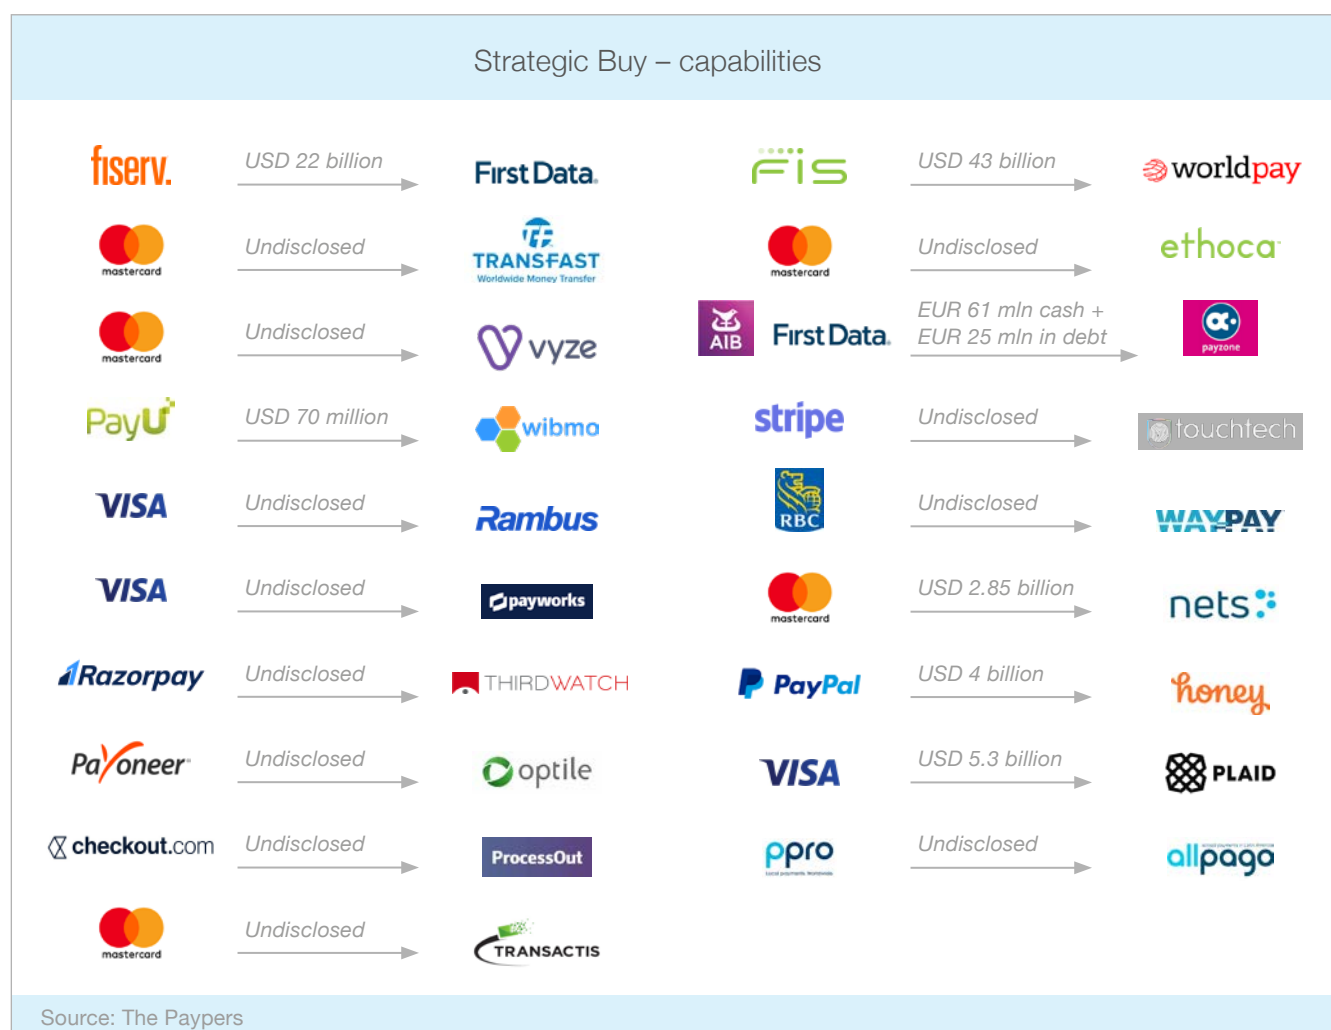 Strategic Buy – capabilities
fiserv.
USD 22 billion
First Data.
FIS
USD 43 billion
worldpay
mastercard
Undisclosed
TRANSFAST
Worldwide Money Transfer
mastercard
Undisclosed
ethoca
mastercard
Undisclosed
vyze
AIB
First Data.
EUR 61 mln cash +
EUR 25 mln in debt
payzone
PayU
USD 70 million
wibmo
stripe
Undisclosed
touchtech
VISA
Undisclosed
Rambus
RBC
Undisclosed
WAYPAY
VISA
Undisclosed
payworks
mastercard
USD 2.85 billion
nets
Razorpay
Undisclosed
THIRDWATCH
PayPal
USD 4 billion
honey
Payoneer
Undisclosed
optile
VISA
USD 5.3 billion
PLAID
checkout.com
Undisclosed
ProcessOut
ppro
Local payments. Worldwide.
Undisclosed
allpago
mastercard
Undisclosed
TRANSACTIS
Source: The Paypers